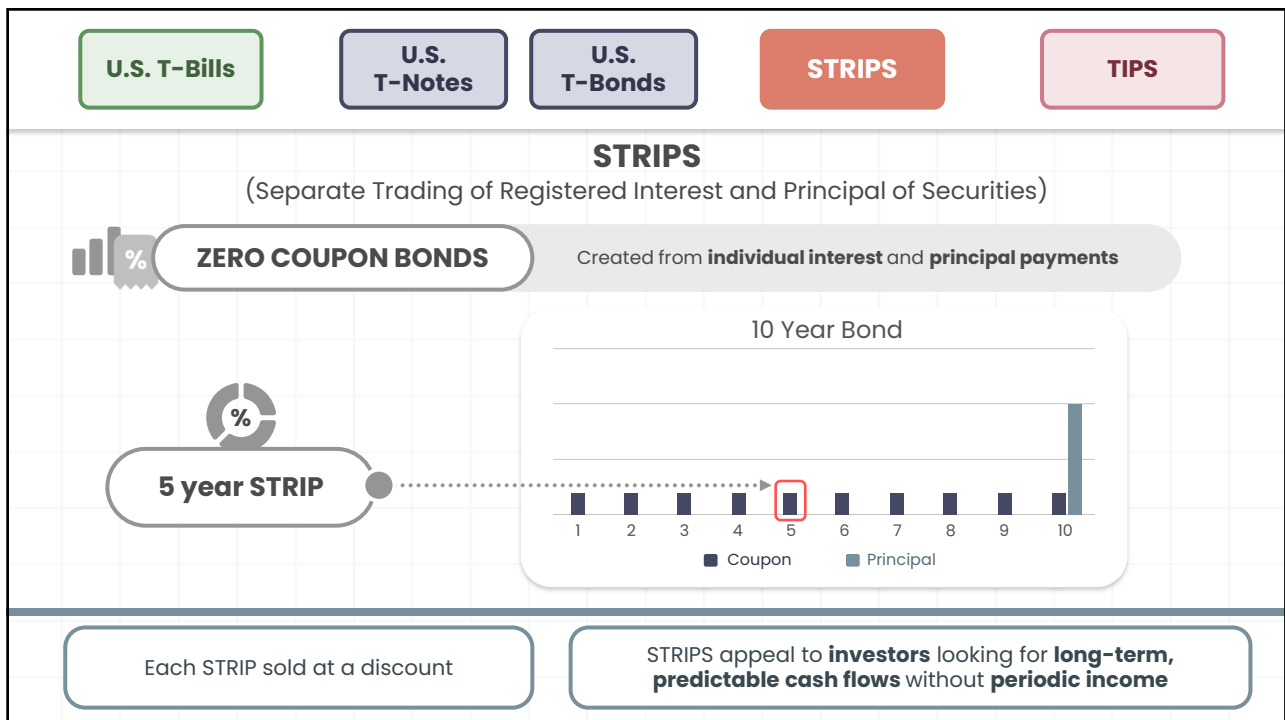 U.S. T-Bills
U.S.
T-Notes
U.S.
T-Bonds
STRIPS
TIPS
STRIPS
(Separate Trading of Registered Interest and Principal of Securities)
%
ZERO COUPON BONDS
Created from individual interest and principal payments
10 Year Bond
%
5 year STRIP
1 2 3 4 5 6 7 8 9 10
Coupon Principal
Each STRIP sold at a discount
STRIPS appeal to investors looking for long-term,
predictable cash flows without periodic income